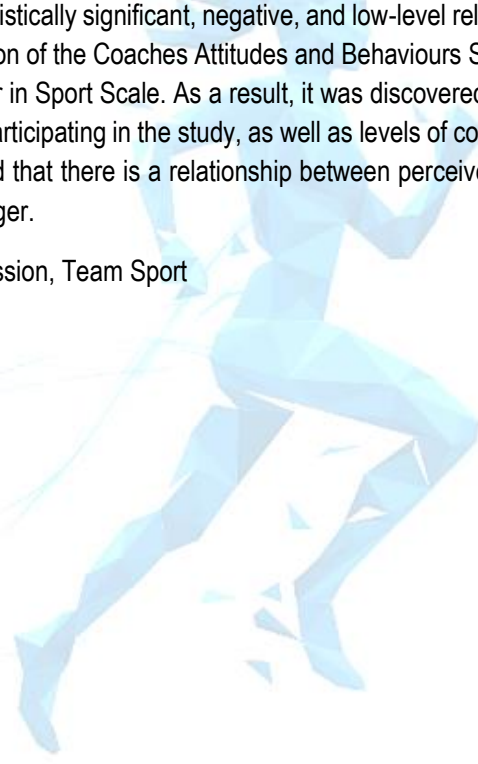 istically significant, negative, and low-level rel
on of the Coaches Attitudes and Behaviours S
r in Sport Scale. As a result, it was discovered
articipating in the study, as well as levels of co
d that there is a relationship between perceive
ger.
ssion, Team Sport